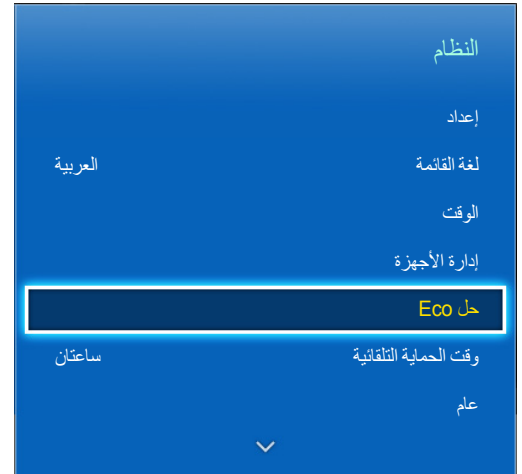 النظام
إعداد
لغة القائمة العربية
الوقت
إدارة الأجهزة
حل Eco
وقت الحماية التلقائية ساعتان
عام